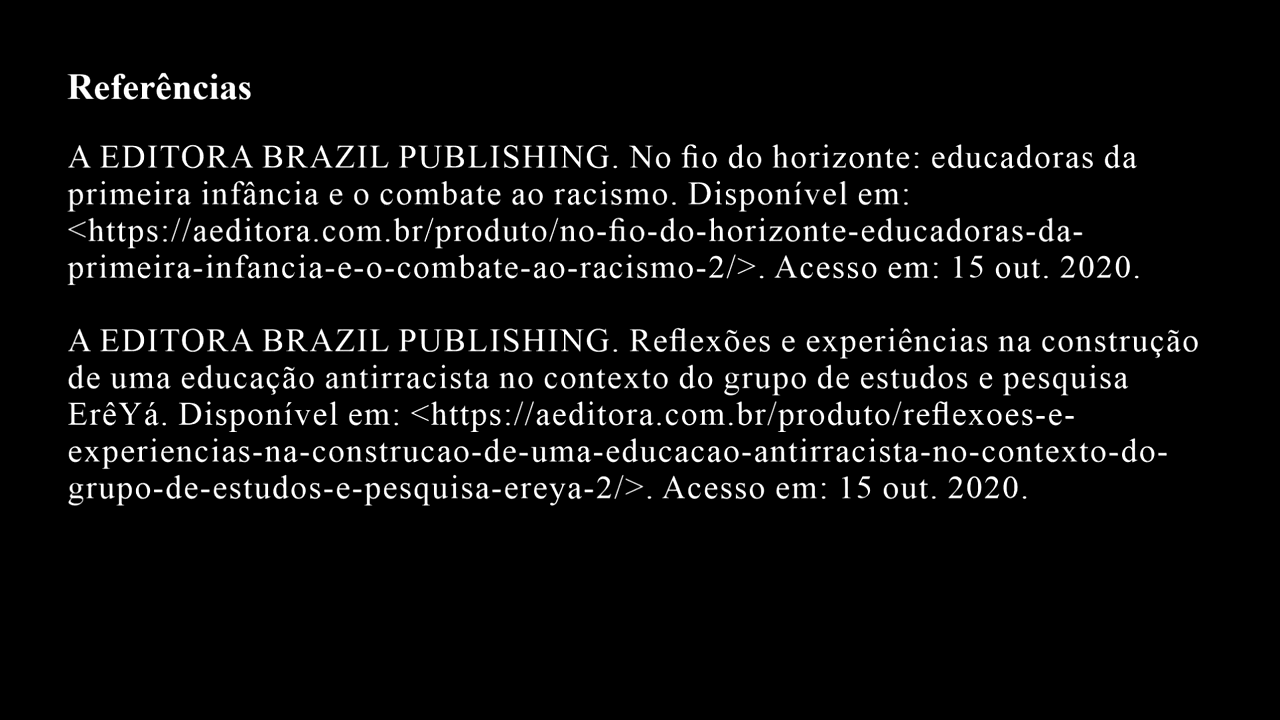 Referências
A EDITORA BRAZIL PUBLISHING. No fio do horizonte: educadoras da
primeira infância e o combate ao racismo. Disponível em:
<https://aeditora.com.br/produto/no-fio-do-horizonte-educadoras-da-
primeira-infancia-e-o-combate-ao-racismo-2/>. Acesso em: 15 out. 2020.
A EDITORA BRAZIL PUBLISHING. Reflexões e experiências na construção
de uma educação antirracista no contexto do grupo de estudos e pesquisa
ErêYá. Disponível em: <https://aeditora.com.br/produto/reflexoes-e-
experiencias-na-construcao-de-uma-educacao-antirracista-no-contexto-do-
grupo-de-estudos-e-pesquisa-ereya-2/>. Acesso em: 15 out. 2020.